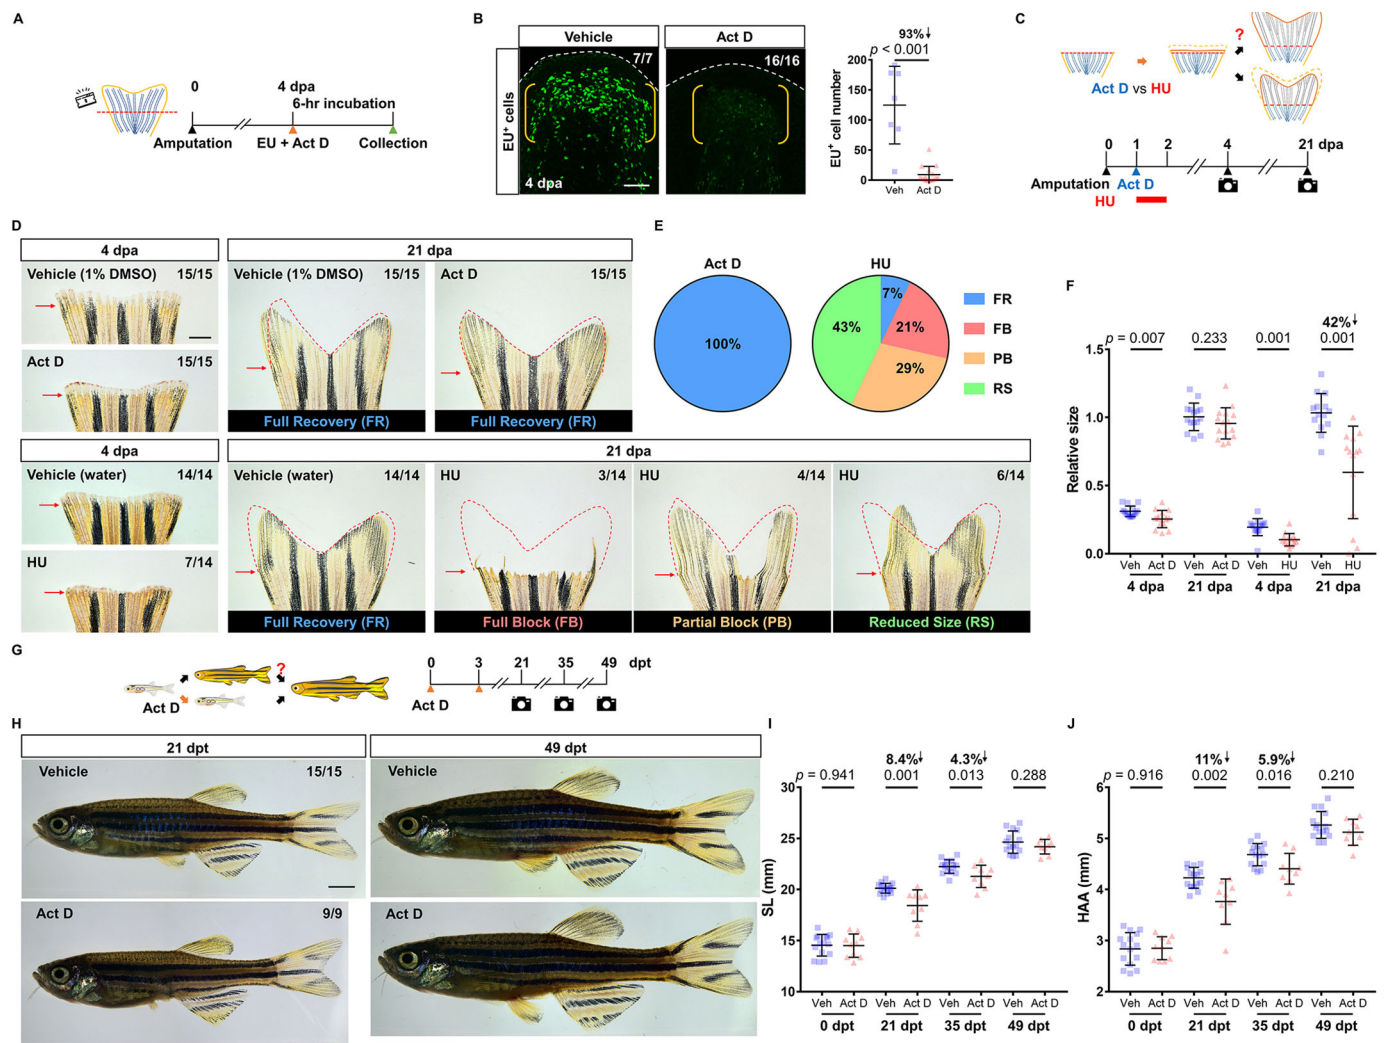 A
0
4 dpa
6-hr incubation
Amputation
EU + Act D
Collection
B
Vehicle
Act D
EU⁺ cells
7/7
16/16
4 dpa
93%↓
p < 0.001
EU⁺ cell number
200
150
100
50
0
Veh
Act D
C
?
Act D vs HU
0
1
2
4
21 dpa
Amputation
Act D
HU
D
4 dpa
21 dpa
Vehicle (1% DMSO)
15/15
Vehicle (1% DMSO)
15/15
Act D
15/15
Act D
15/15
Full Recovery (FR)
Full Recovery (FR)
4 dpa
21 dpa
Vehicle (water)
14/14
Vehicle (water)
14/14
HU
3/14
HU
4/14
HU
6/14
HU
7/14
Full Recovery (FR)
Full Block (FB)
Partial Block (PB)
Reduced Size (RS)
E
Act D
HU
100%
7%
21%
29%
43%
FR
FB
PB
RS
F
42%↓
p = 0.007
0.233
0.001
0.001
Relative size
1.5
1.0
0.5
0.0
Veh
Act D
Veh
Act D
Veh
HU
Veh
HU
4 dpa
21 dpa
4 dpa
21 dpa
G
?
Act D
0
3
21
35
49
dpt
Act D
H
21 dpt
49 dpt
Vehicle
15/15
Vehicle
Act D
9/9
Act D
I
8.4%↓
4.3%↓
p = 0.941
0.001
0.013
0.288
SL (mm)
30
25
20
15
10
Veh
Act D
Veh
Act D
Veh
Act D
Veh
Act D
0 dpt
21 dpt
35 dpt
49 dpt
J
11%↓
5.9%↓
p = 0.916
0.002
0.016
0.210
HAA (mm)
6
5
4
3
2
Veh
Act D
Veh
Act D
Veh
Act D
Veh
Act D
0 dpt
21 dpt
35 dpt
49 dpt